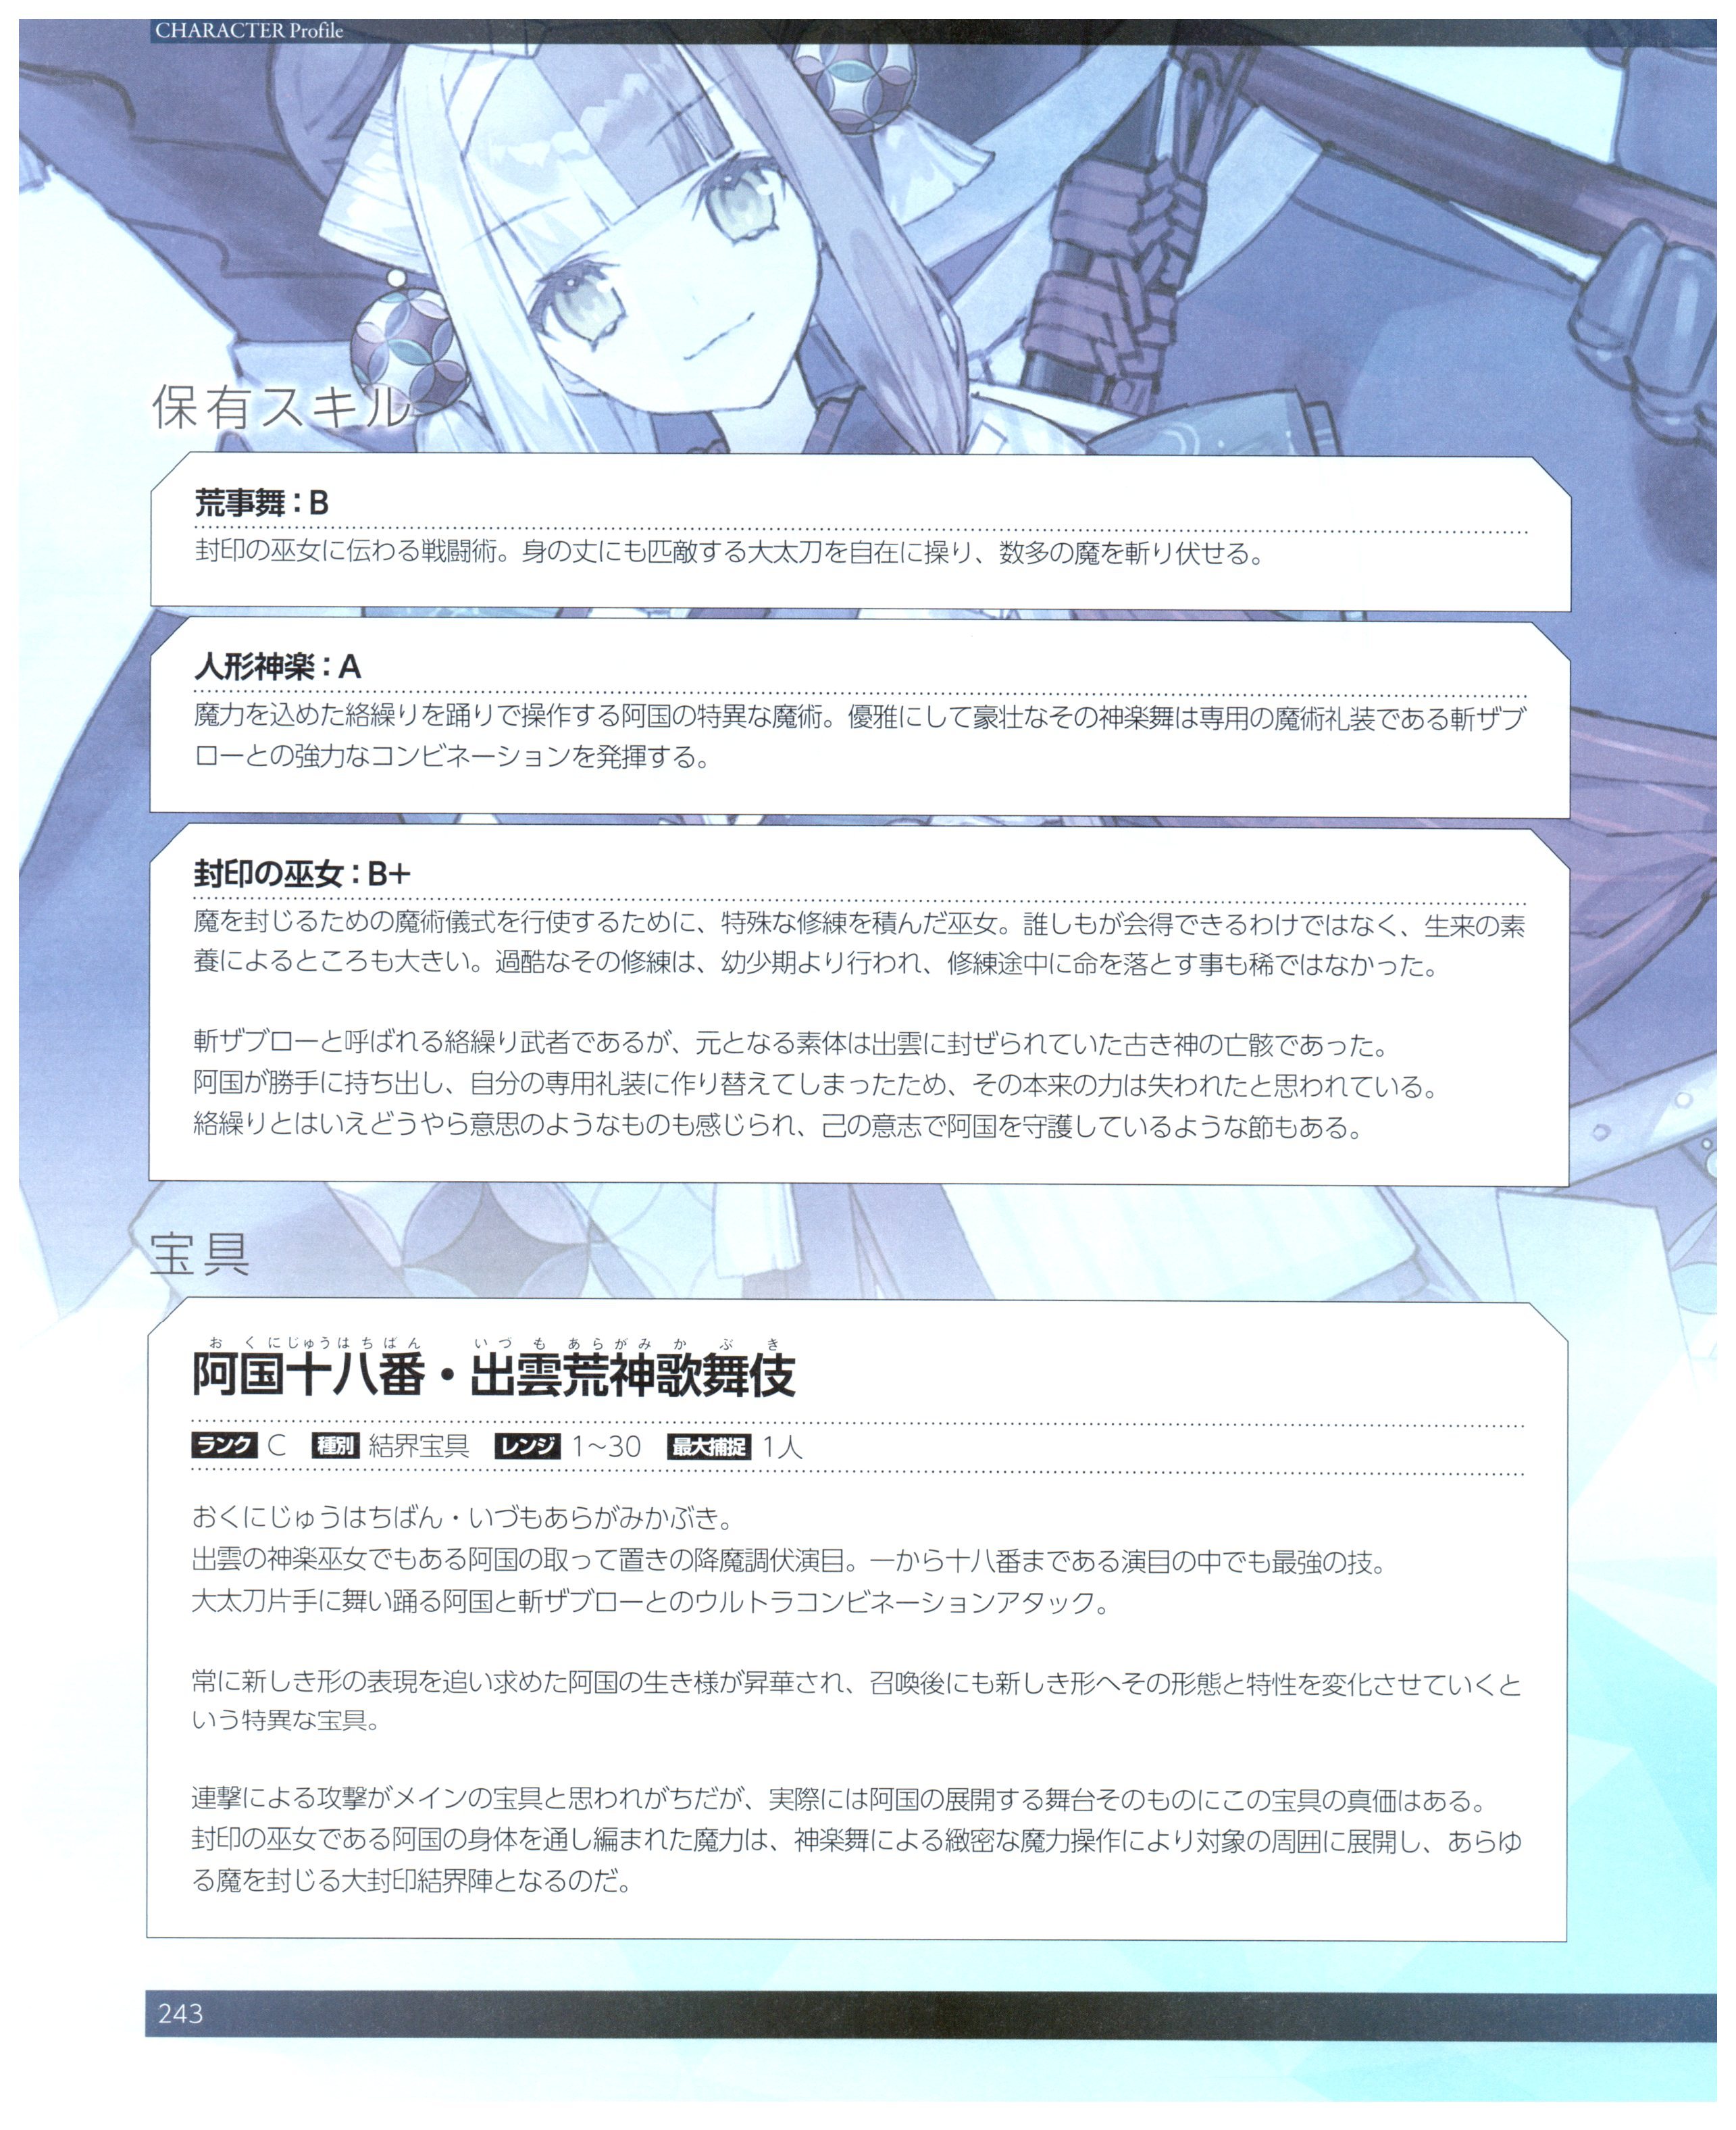 CHARACTER Profile
保有スキル
荒事舞：B
封印の巫女に伝わる戦闘術。身の丈にも匹敵する大太刀を自在に操り、数多の魔を斬り伏せる。
人形神楽：A
魔力を込めた絡繰りを踊りで操作する阿国の特異な魔術。優雅にして豪壮なその神楽舞は専用の魔術礼装である斬ザブ
ローとの強力なコンビネーションを発揮する。
封印の巫女：B+
魔を封じるための魔術儀式を行使するために、特殊な修練を積んだ巫女。誰しもが会得できるわけではなく、生来の素
養によるところも大きい。過酷なその修練は、幼少期より行われ、修練途中に命を落とす事も稀ではなかった。
斬ザブローと呼ばれる絡繰り武者であるが、元となる素体は出雲に封ぜられていた古き神の亡骸であった。
阿国が勝手に持ち出し、自分の専用礼装に作り替えてしまったため、その本来の力は失われたと思われている。
絡繰りとはいえどうやら意思のようなものも感じられ、己の意志で阿国を守護しているような節もある。
宝具
おくにじゅうはちばん　いづもあらがみかぶき
阿国十八番・出雲荒神歌舞伎
ランク C 種別 結界宝具 レンジ 1~30 最大捕捉 1人
おくにじゅうはちばん・いづもあらがみかぶき。
出雲の神楽巫女でもある阿国の取って置きの降魔調伏演目。一から十八番まである演目の中でも最強の技。
大太刀片手に舞い踊る阿国と斬ザブローとのウルトラコンビネーションアタック。
常に新しき形の表現を追い求めた阿国の生き様が昇華され、召喚後にも新しき形へその形態と特性を変化させていくと
いう特異な宝具。
連撃による攻撃がメインの宝具と思われがちだが、実際には阿国の展開する舞台そのものにこの宝具の真価はある。
封印の巫女である阿国の身体を通し編まれた魔力は、神楽舞による緻密な魔力操作により対象の周囲に展開し、あらゆ
る魔を封じる大封印結界陣となるのだ。
243